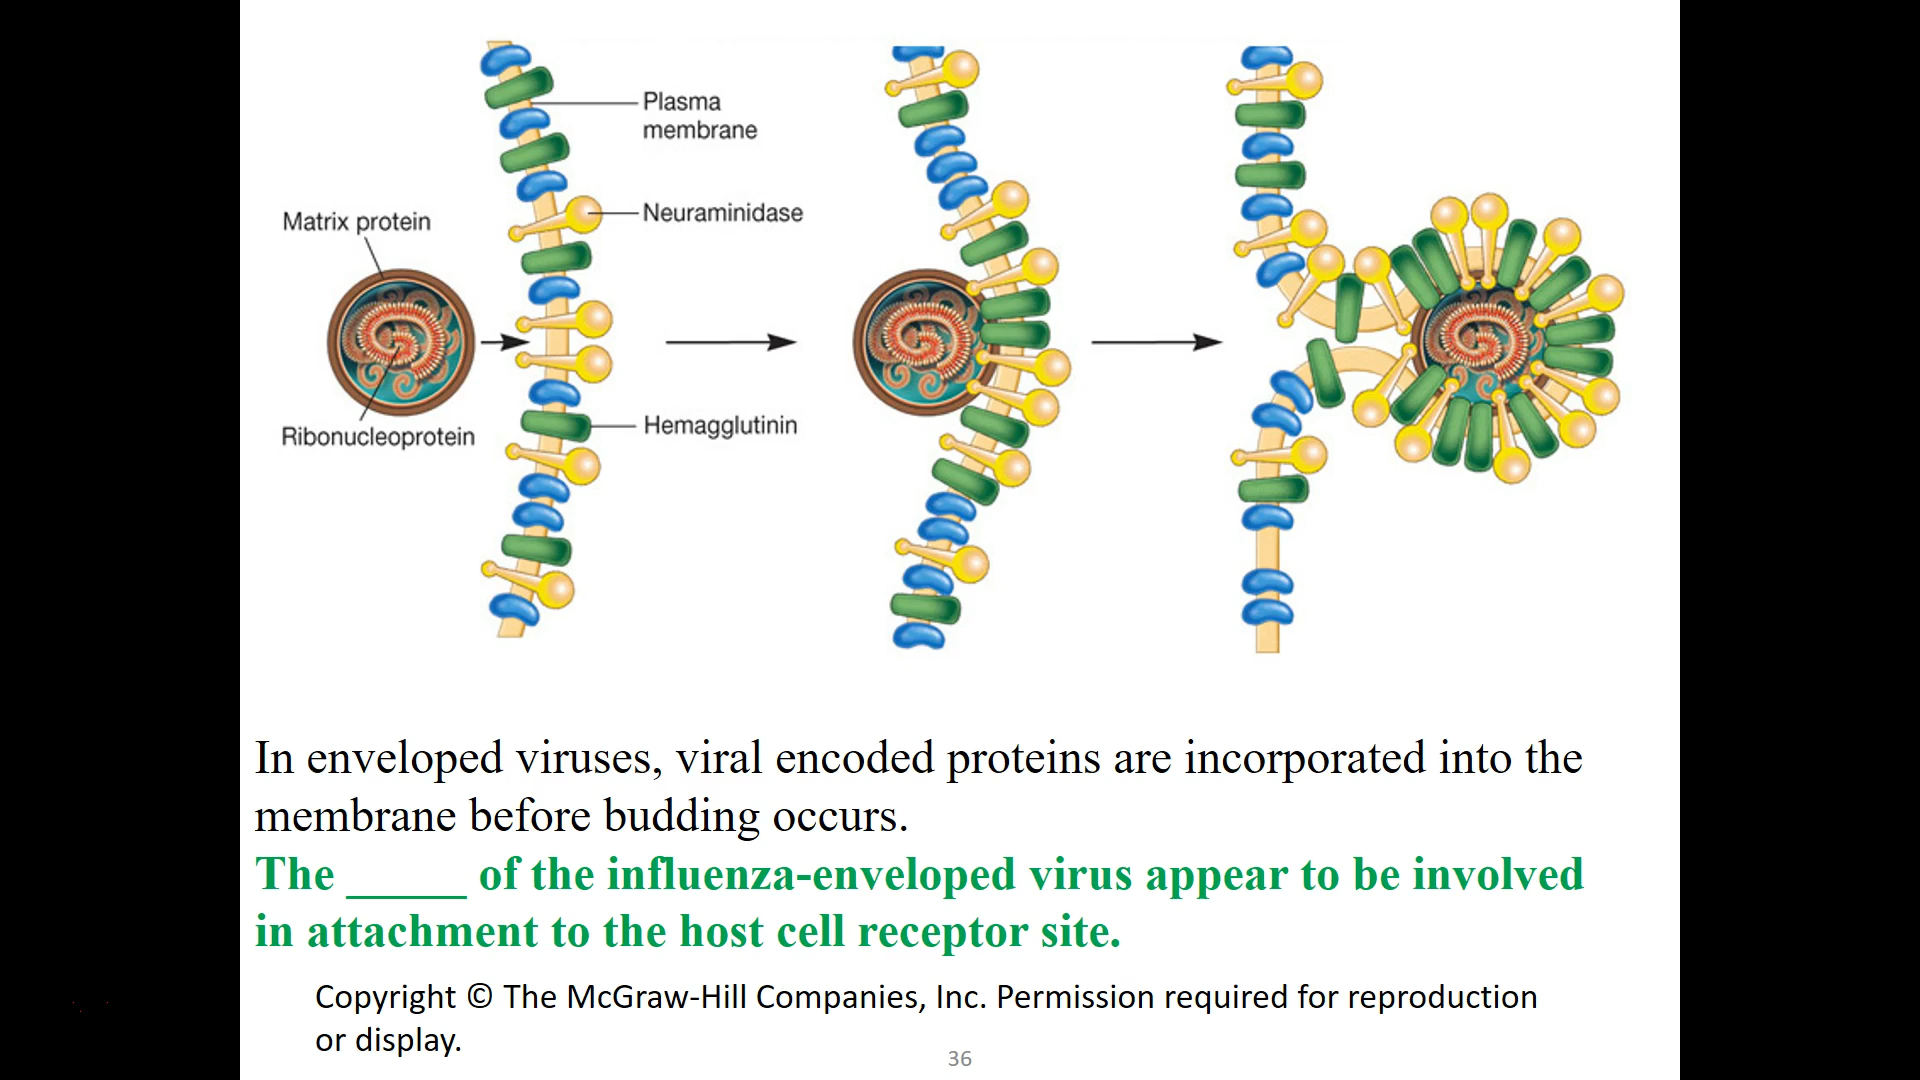 Plasma
membrane
Neuraminidase
Matrix protein
Ribonucleoprotein
Hemagglutinin
In enveloped viruses, viral encoded proteins are incorporated into the
membrane before budding occurs.
The _____ of the influenza-enveloped virus appear to be involved
in attachment to the host cell receptor site.
Copyright © The McGraw-Hill Companies, Inc. Permission required for reproduction
or display.
36